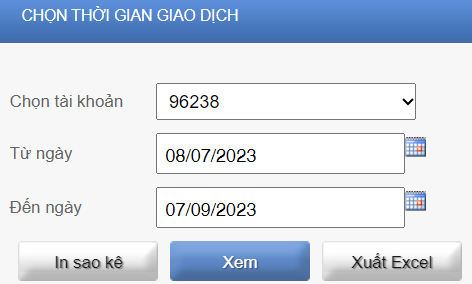 CHỌN THỜI GIAN GIAO DỊCH
Chọn tài khoản 96238
Từ ngày 08/07/2023
Đến ngày 07/09/2023
In sao kê Xem Xuất Excel